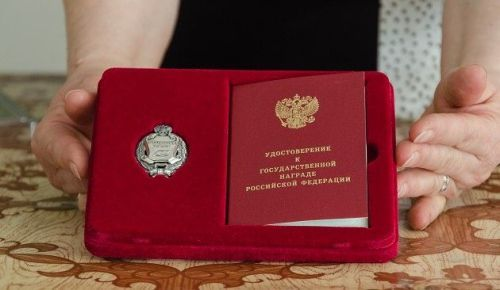 УДОСТОВЕРЕНИЕ
К
ГОСУДАРСТВЕННОЙ
НАГРАДЕ
РОССИЙСКОЙ ФЕДЕРАЦИИ